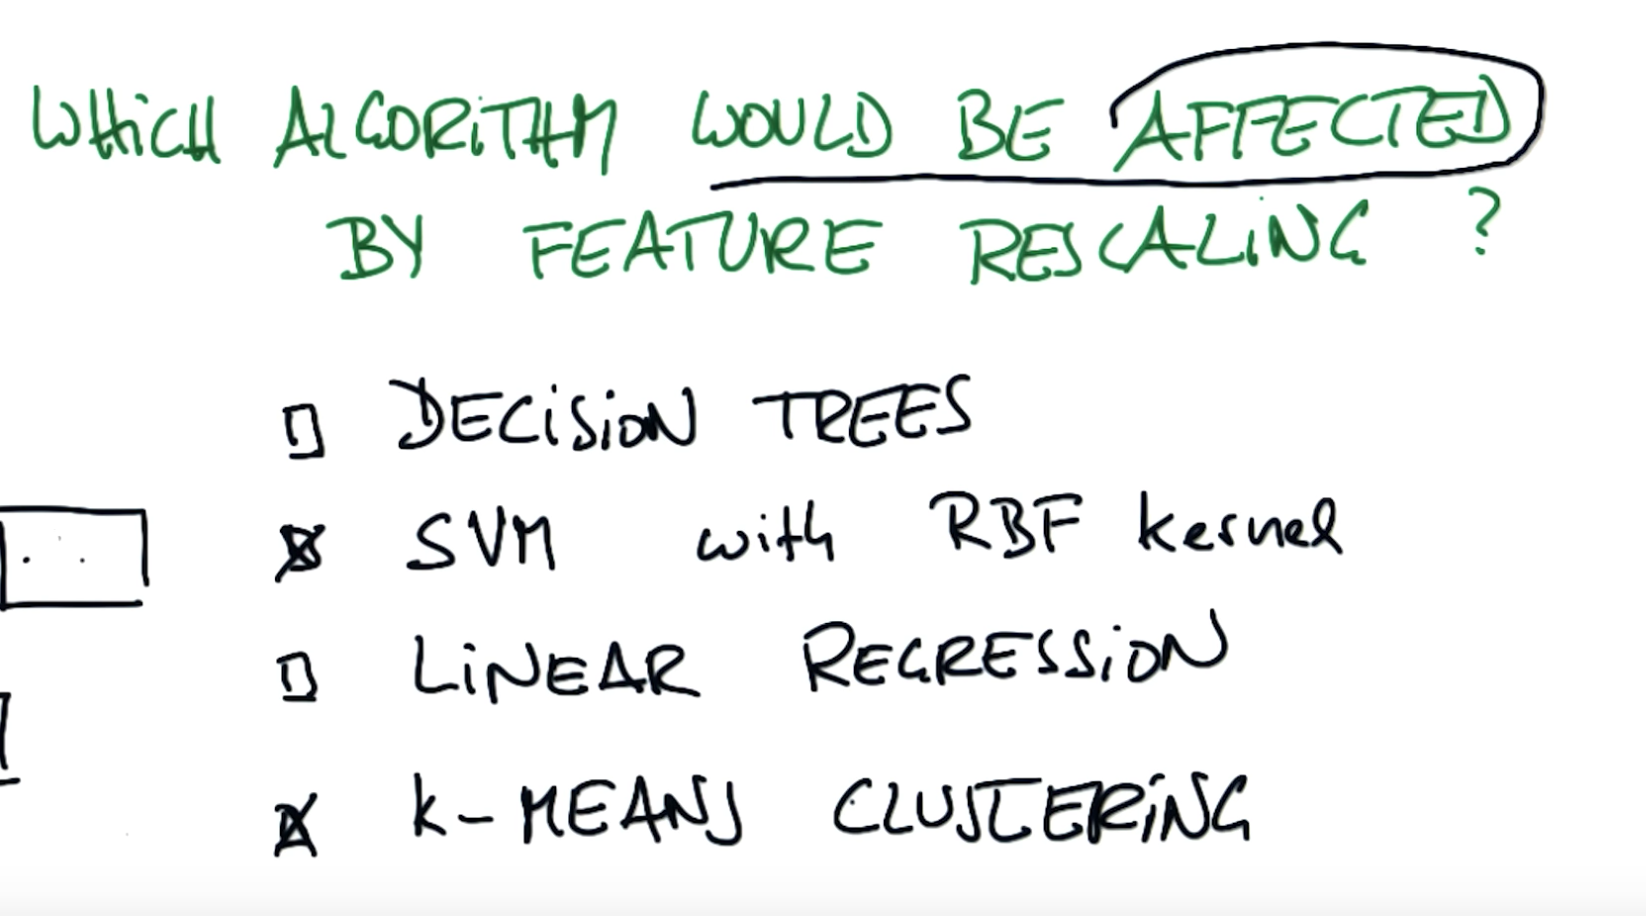 WHICH ALGORITHM WOULD BE AFFECTED
BY FEATURE RESCALING ?
DECISION TREES
SVM with RBF kernel
LINEAR REGRESSION
K-MEANS CLUSTERING